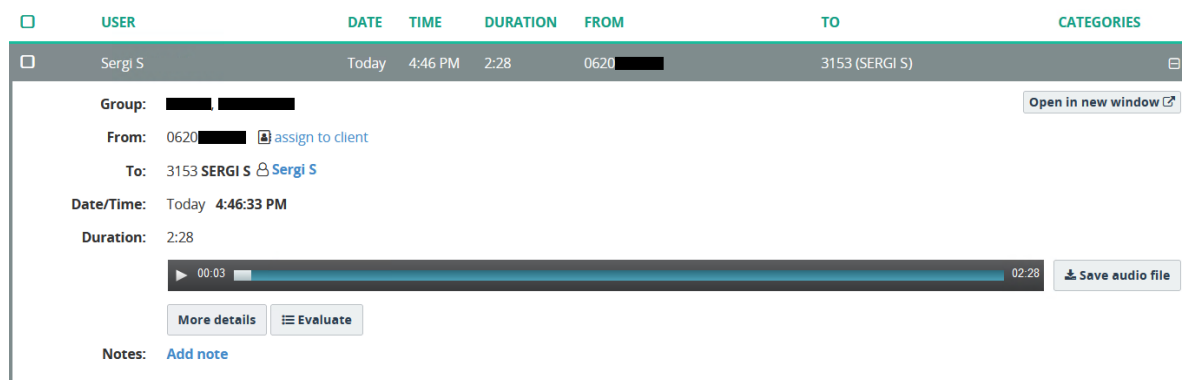 USER DATE TIME DURATION FROM TO CATEGORIES
Sergi S Today 4:46 PM 2:28 0620 3153 (SERGI S)
Group: , Open in new window
From: 0620 assign to client
To: 3153 SERGI S Sergi S
Date/Time: Today 4:46:33 PM
Duration: 2:28
00:03 02:28 Save audio file
More details Evaluate
Notes: Add note